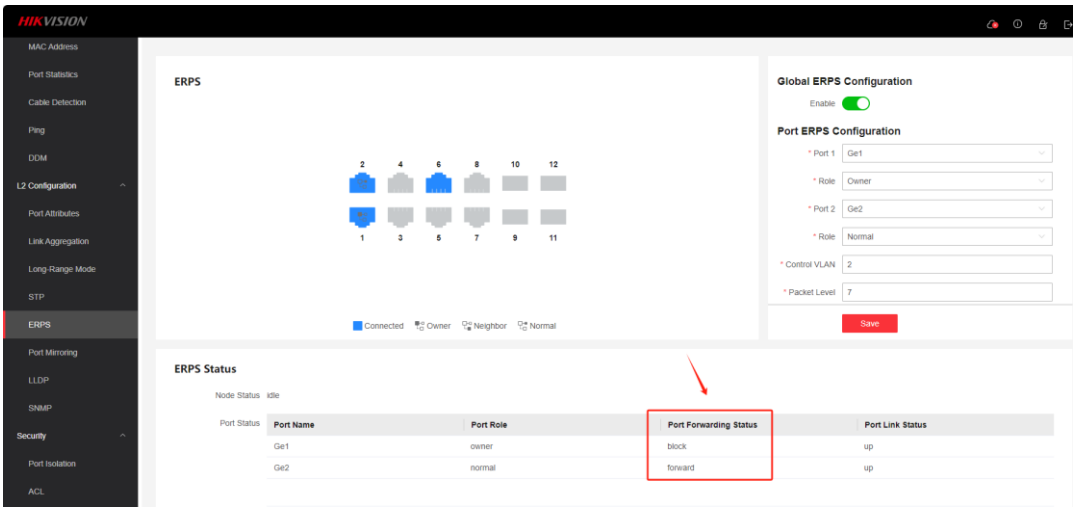 HIKVISION
MAC Address
Port Statistics
Cable Detection
Ping
DDM
L2 Configuration
Port Attributes
Link Aggregation
Long-Range Mode
STP
ERPS
Port Mirroring
LLDP
SNMP
Security
Port Isolation
ACL
ERPS
2 4 6 8 10 12
1 3 5 7 9 11
Connected Owner Neighbor Normal
Global ERPS Configuration
Enable
Port ERPS Configuration
* Port 1 Ge1
* Role Owner
* Port 2 Ge2
* Role Normal
* Control VLAN 2
* Packet Level 7
Save
ERPS Status
Node Status Idle
Port Status Port Name Port Role Port Forwarding Status Port Link Status
Ge1 owner block up
Ge2 normal forward up